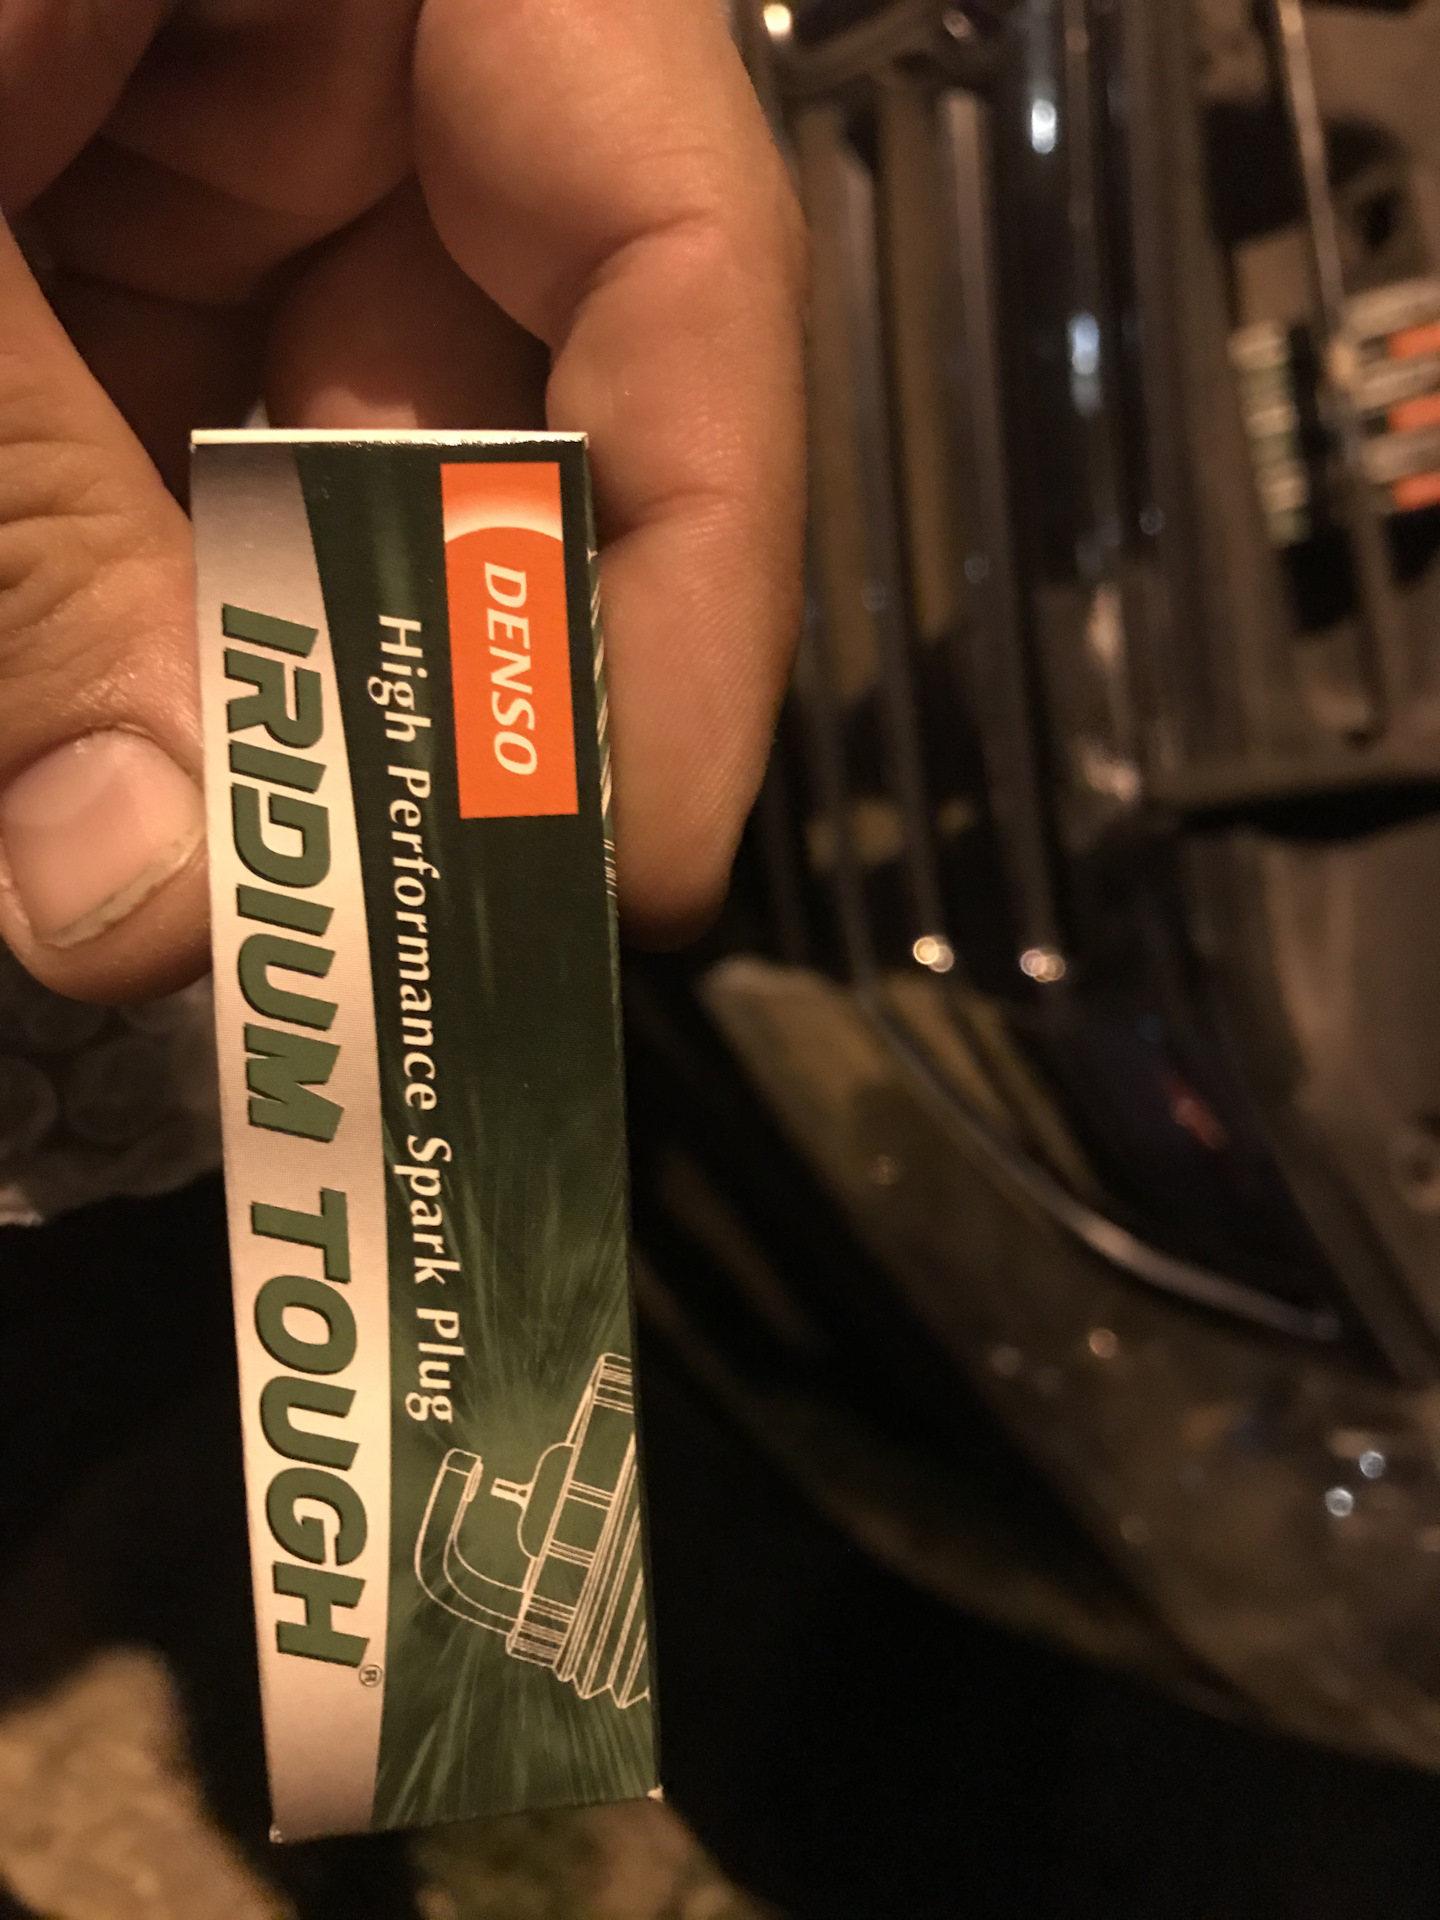 DENSO
High Performance Spark Plug
IRIDIUM TOUGH®